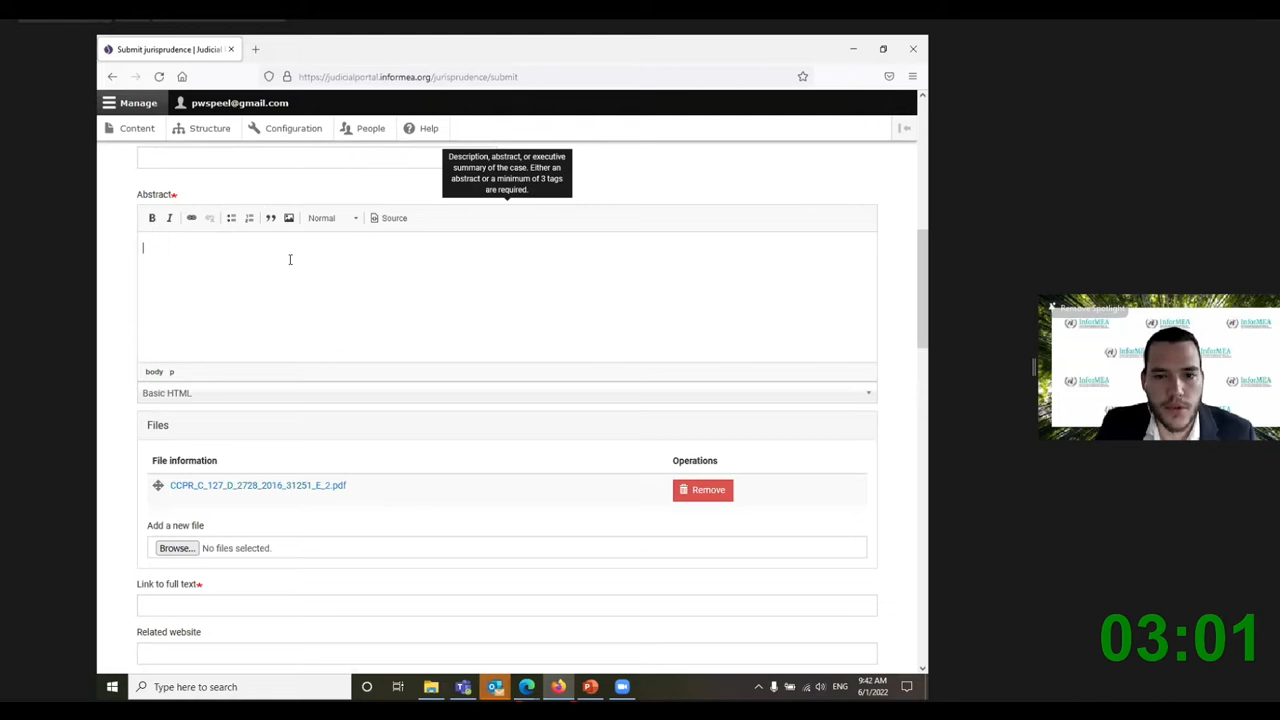 Submit jurisprudence | Judicial
https://judicialportal.informea.org/jurisprudence/submit
Manage
pwspeel@gmail.com
Content
Structure
Configuration
People
Help
Description, abstract, or executive
summary of the case. Either an
abstract or a minimum of 3 tags
are required.
Abstract*
B I
Normal
Source
body p
Basic HTML
Files
File information
Operations
CCPR_C_127_D_2728_2016_31251_E_2.pdf
Remove
Add a new file
Browse... No files selected.
Link to full text*
Related website
Remove Spotlight
InforMEA
InforMEA
InforMEA
03:01
Type here to search
ENG
9:42 AM
6/1/2022